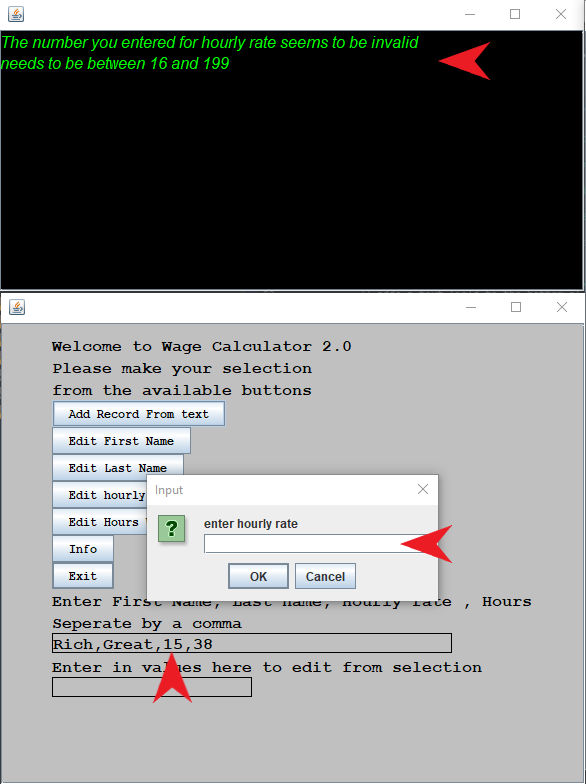 The number you entered for hourly rate seems to be invalid
needs to be between 16 and 199
Welcome to Wage Calculator 2.0
Please make your selection
from the available buttons
Add Record From text
Edit First Name
Edit Last Name
Edit hourly
Edit Hours
Info
Exit
Input
?
enter hourly rate
OK Cancel
Enter First Name, Last name, Hourly rate , Hours
Seperate by a comma
Rich,Great,15,38
Enter in values here to edit from selection